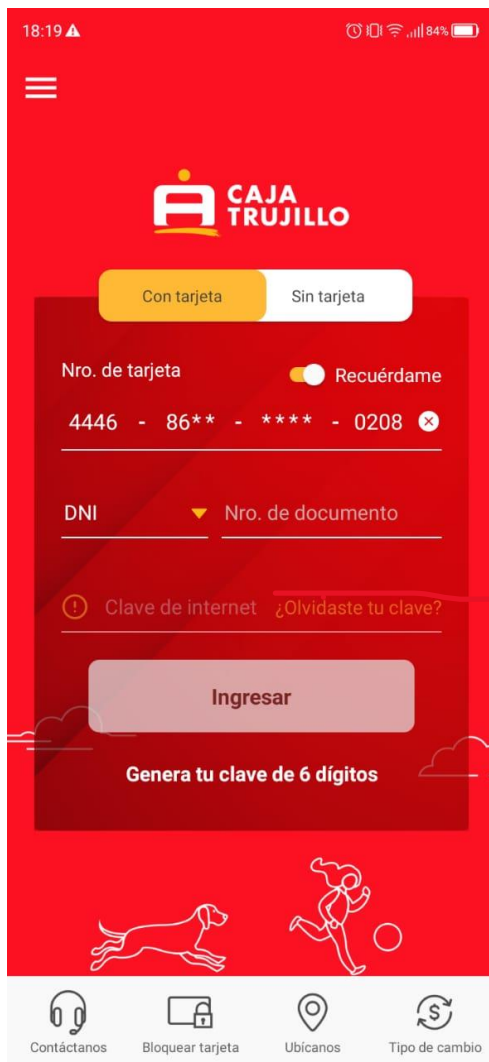 18:19 84%
CAJA
TRUJILLO
Con tarjeta Sin tarjeta
Nro. de tarjeta Recuérdame
4446 - 86** - **** - 0208
DNI Nro. de documento
Clave de internet ¿Olvidaste tu clave?
Ingresar
Genera tu clave de 6 dígitos
Contáctanos Bloquear tarjeta Ubícanos Tipo de cambio